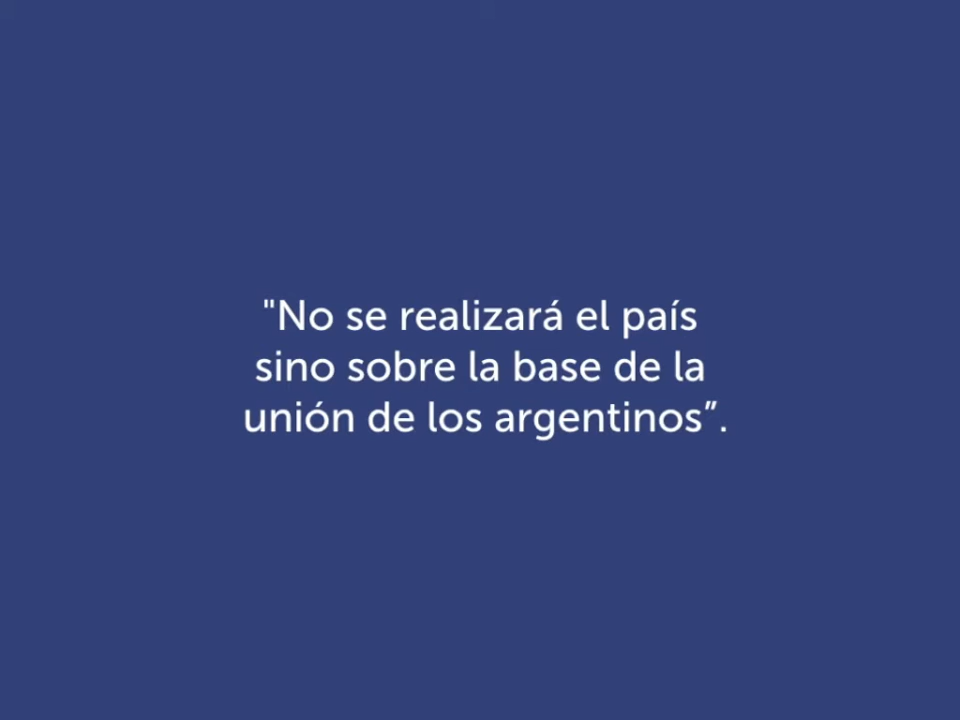 "No se realizará el país
sino sobre la base de la
unión de los argentinos”.